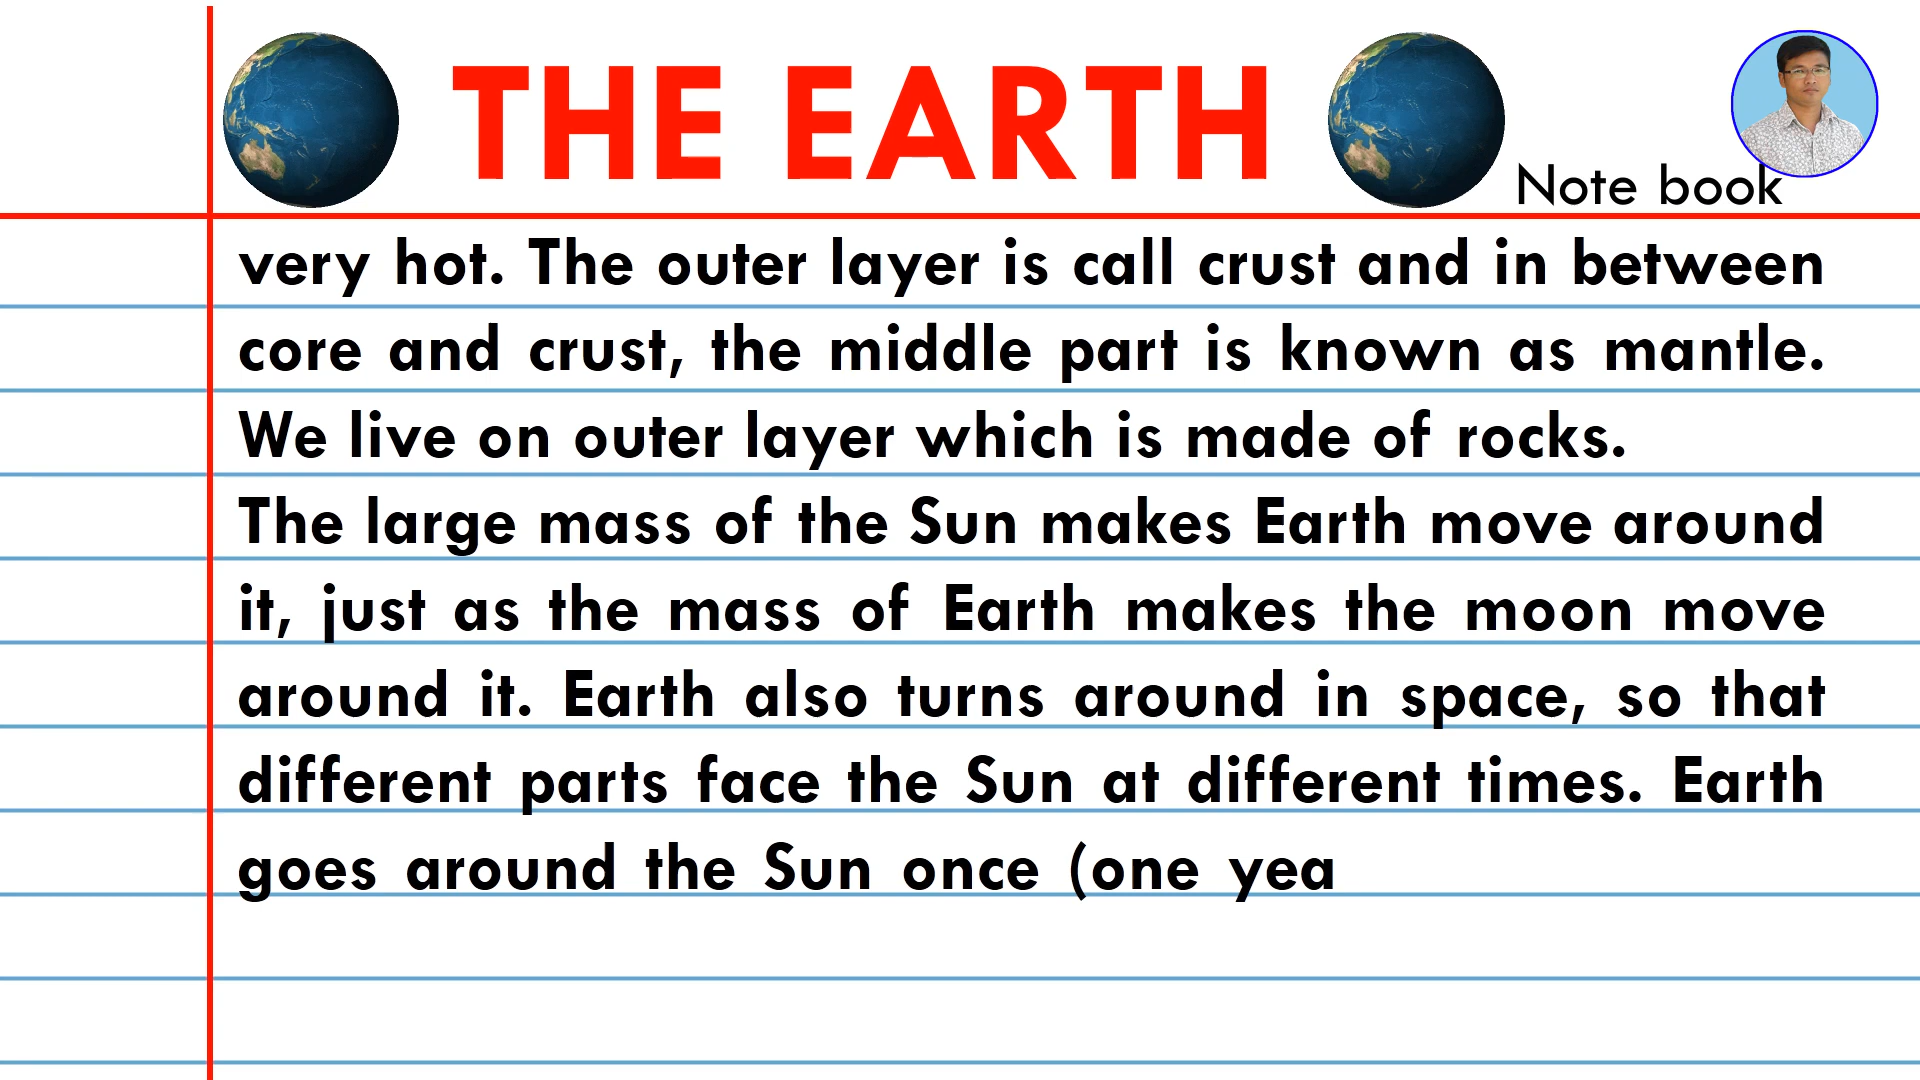 THE EARTH
Note book
very hot. The outer layer is call crust and in between
core and crust, the middle part is known as mantle.
We live on outer layer which is made of rocks.
The large mass of the Sun makes Earth move around
it, just as the mass of Earth makes the moon move
around it. Earth also turns around in space, so that
different parts face the Sun at different times. Earth
goes around the Sun once (one yea